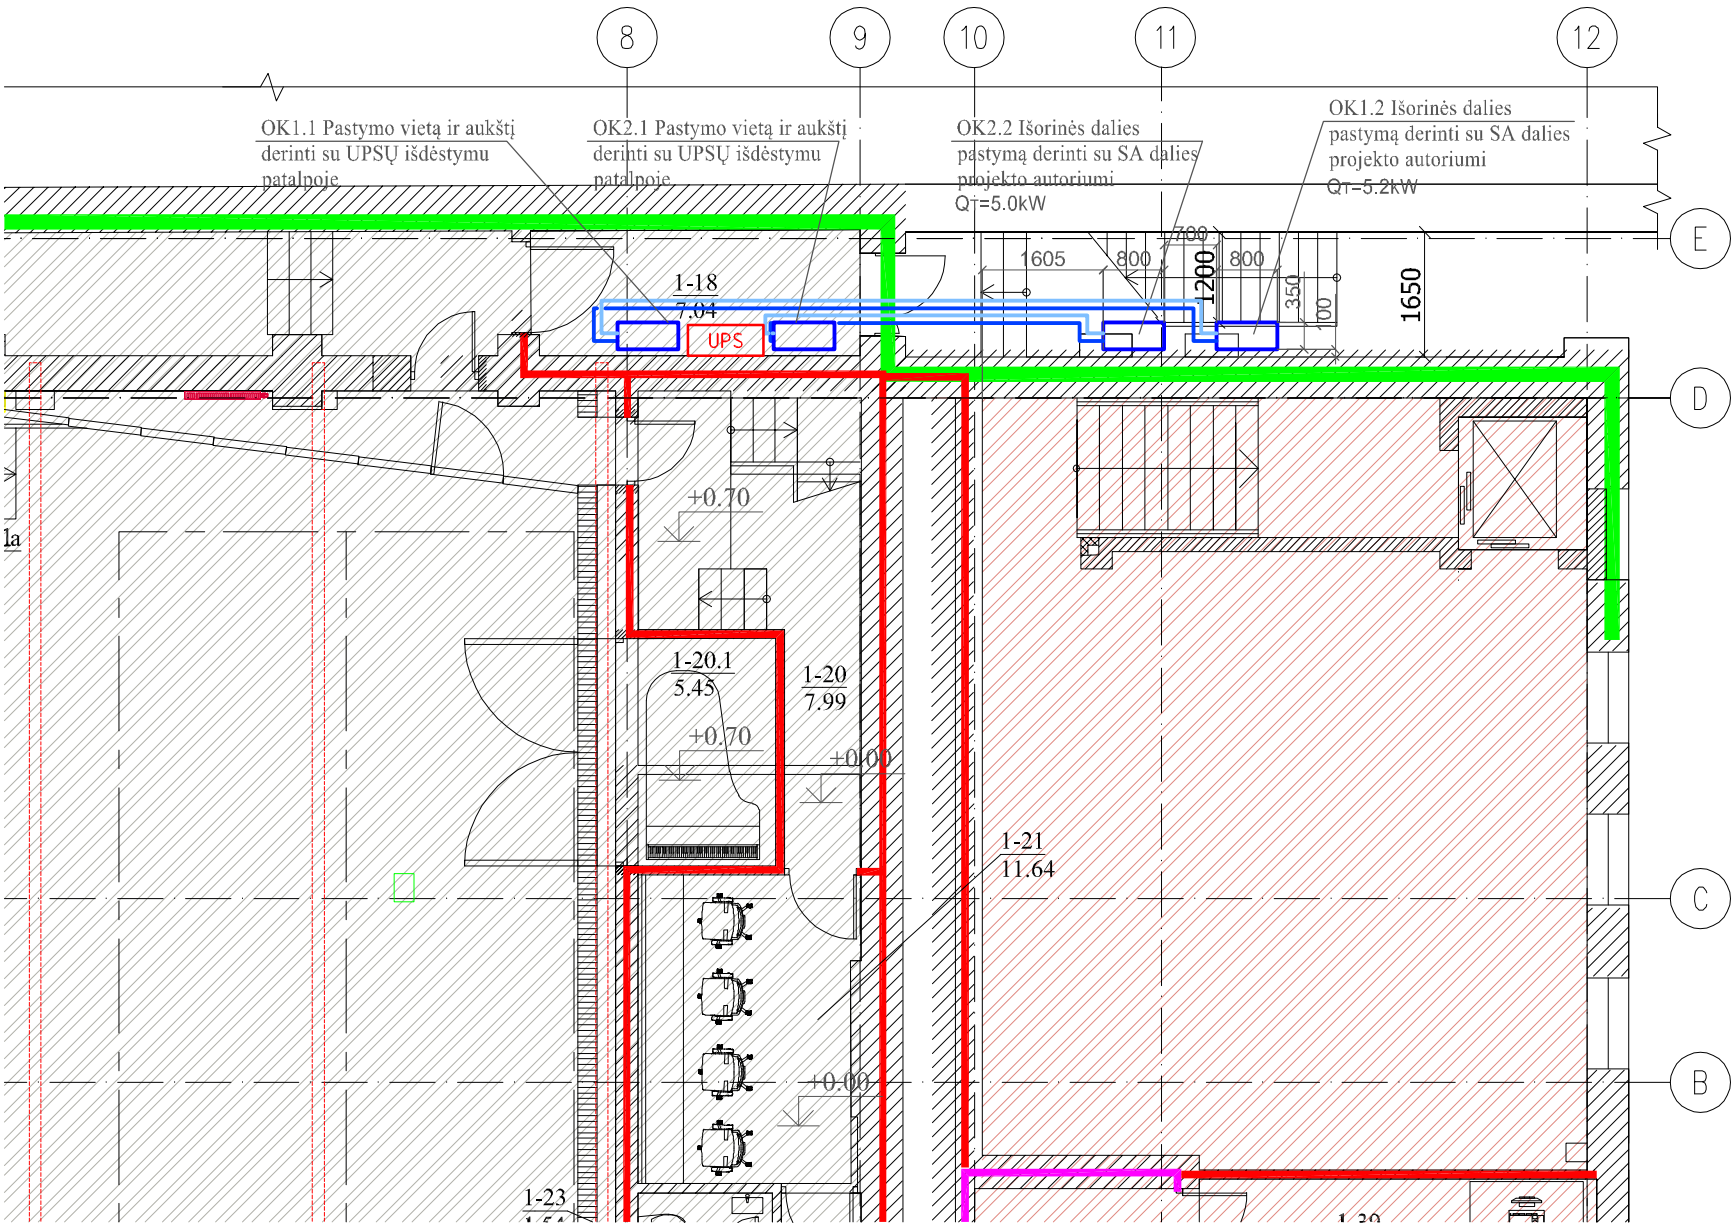 8
9
10
11
12
OK1.1 Pastymo vietą ir aukštį
derinti su UPSŲ išdėstymu
patalpoje
OK2.1 Pastymo vietą ir aukštį
derinti su UPSŲ išdėstymu
patalpoje
OK2.2 Išorinės dalies
pastymą derinti su SA dalies
projekto autoriumi
QT=5.0kW
OK1.2 Išorinės dalies
pastymą derinti su SA dalies
projekto autoriumi
QT=5.2kW
E
700
1605
800
1200
800
350
100
1650
1-18
7.04
UPS
D
1a
+0.70
1-20.1
5.45
1-20
7.99
+0.70
+0.00
1-21
11.64
C
+0.00
B
1-23
1.54
1-39